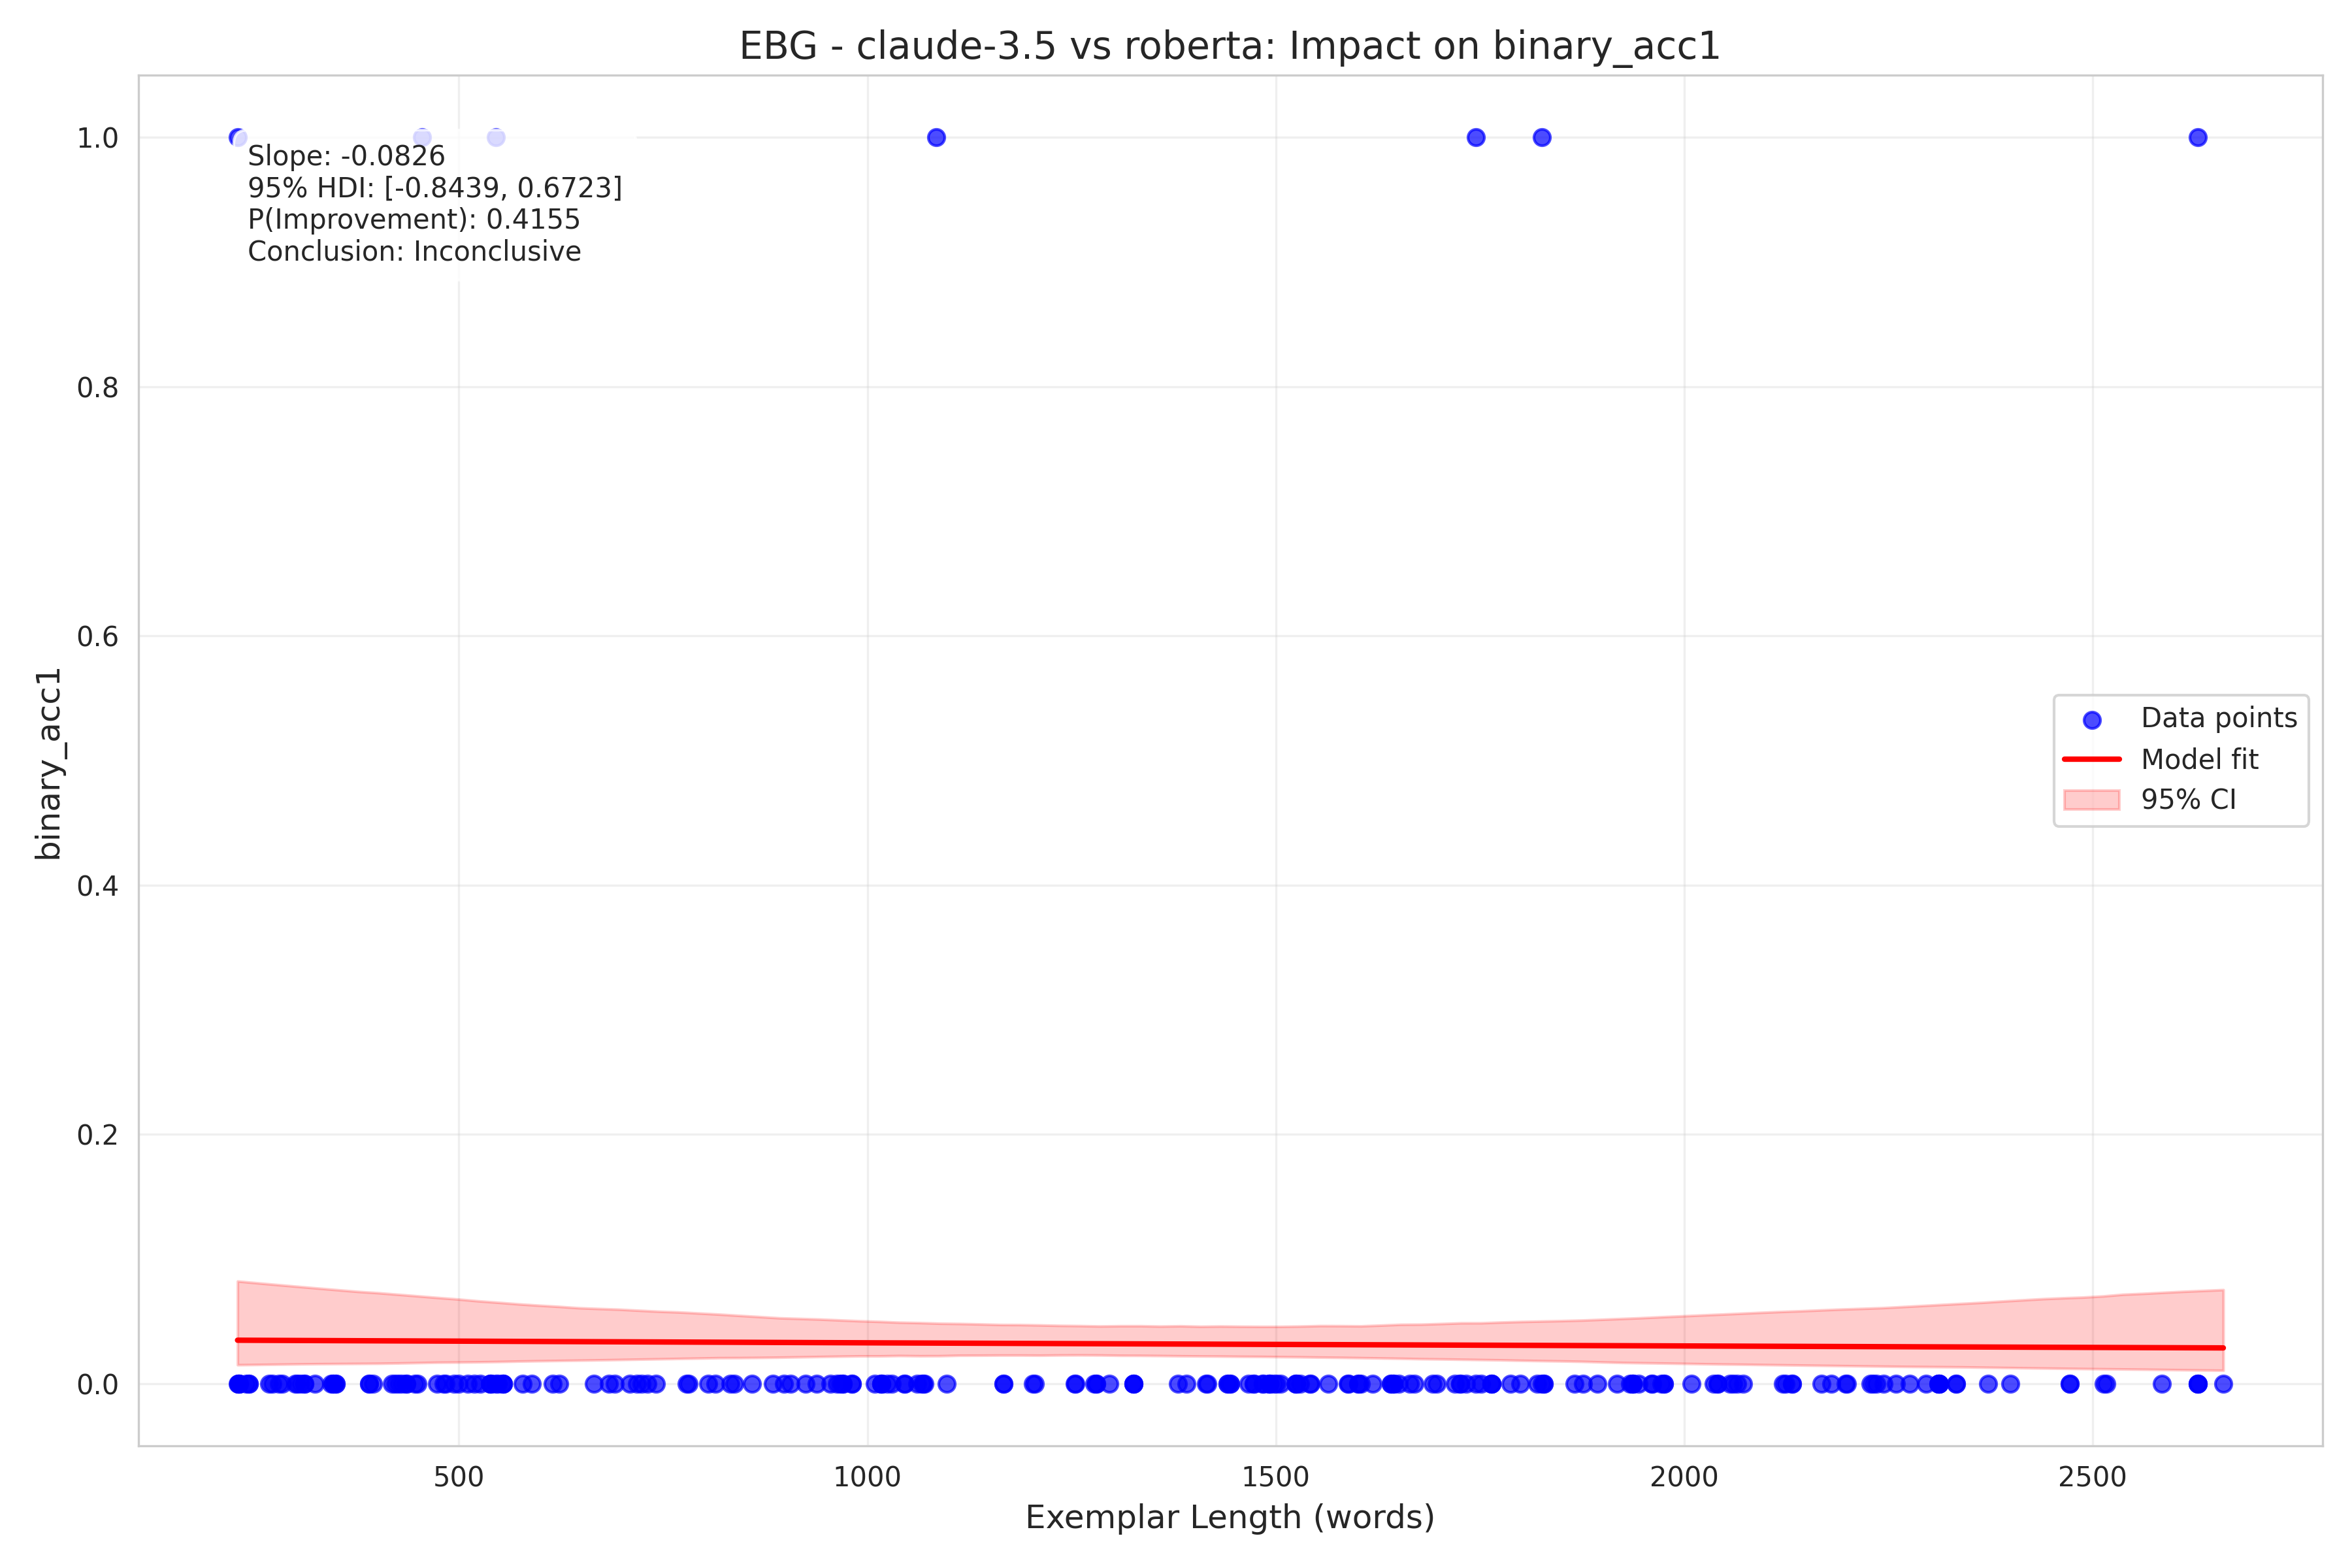 EBG - claude-3.5 vs roberta: Impact on binary_acc1
1.0
0.8
0.6
0.4
0.2
0.0
binary_acc1
Slope: -0.0826
95% HDI: [-0.8439, 0.6723]
P(Improvement): 0.4155
Conclusion: Inconclusive
Data points
Model fit
95% CI
500
1000
1500
2000
2500
Exemplar Length (words)